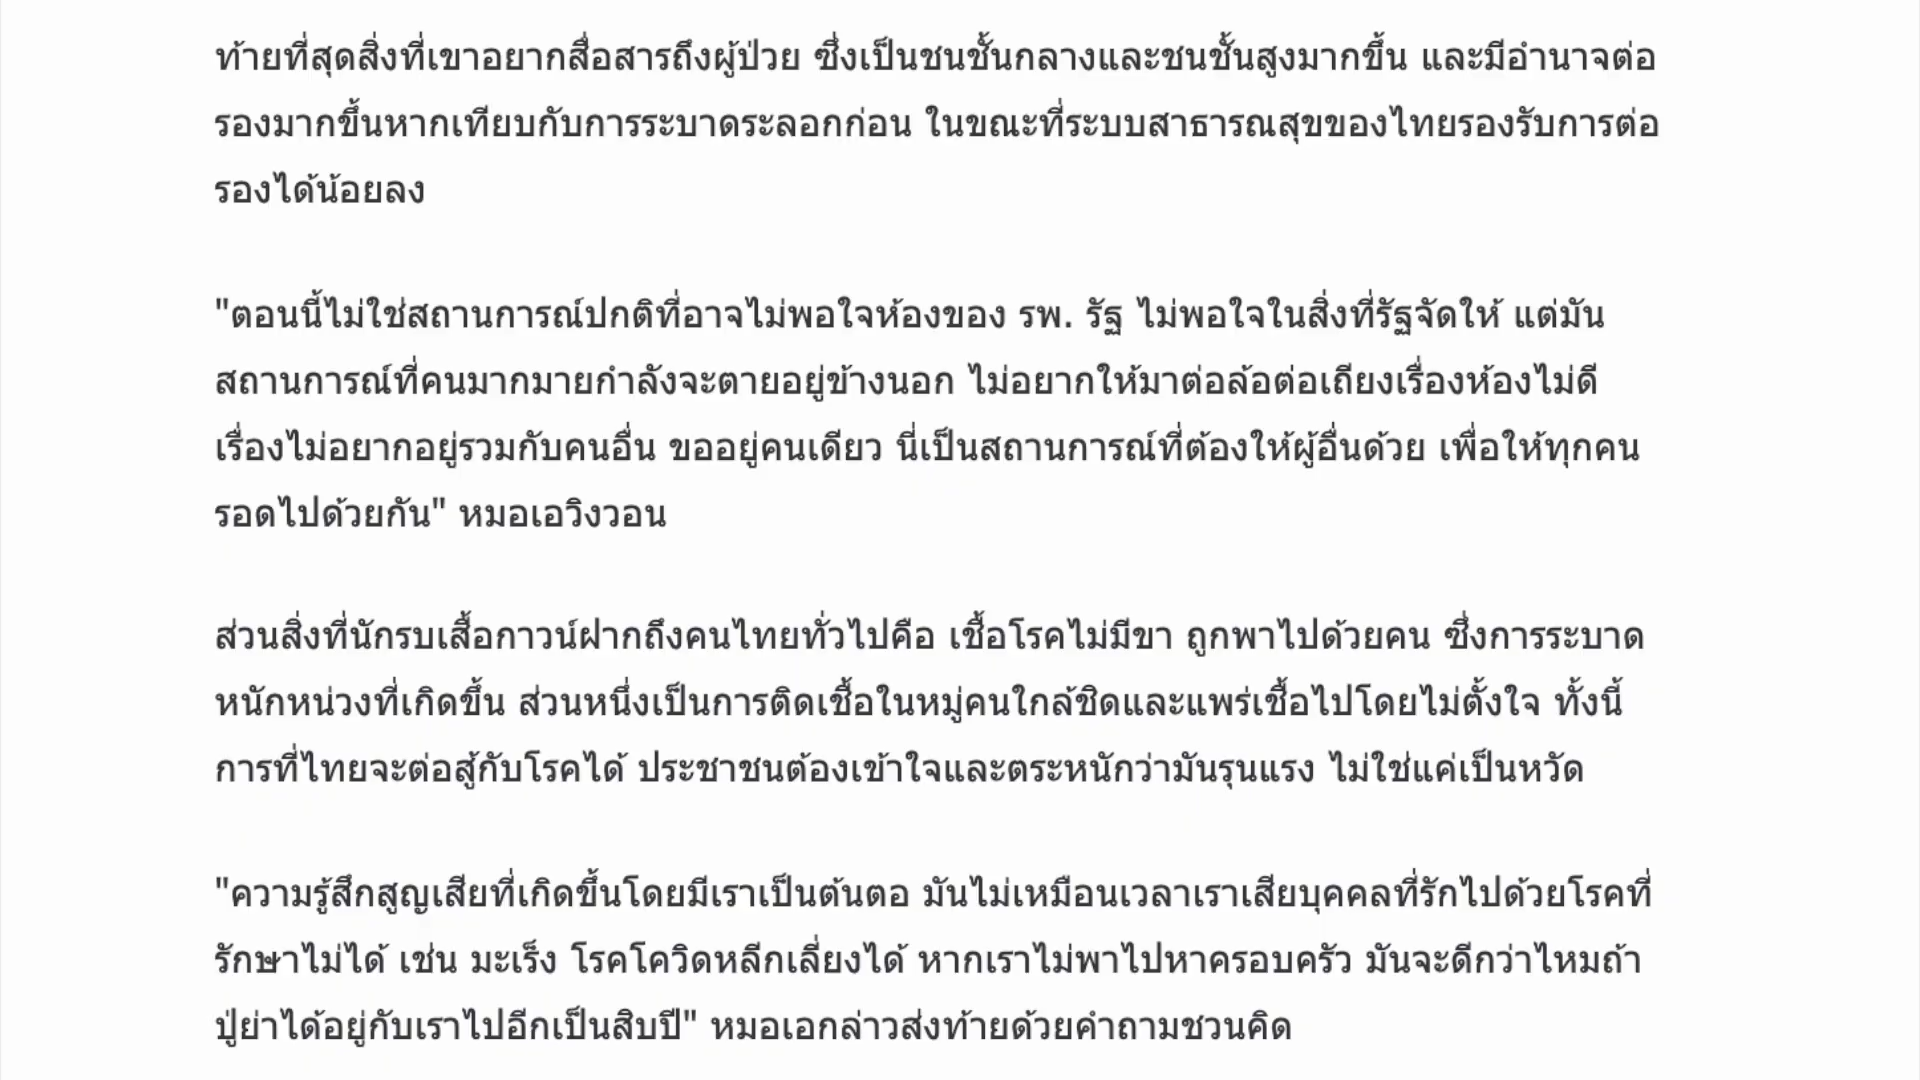 ท้ายที่สุดสิ่งที่เขาอยากสื่อสารถึงผู้ป่วย ซึ่งเป็นชนชั้นกลางและชนชั้นสูงมากขึ้น และมีอำนาจต่อ
รองมากขึ้นหากเทียบกับการระบาดระลอกก่อน ในขณะที่ระบบสาธารณสุขของไทยรองรับการต่อ
รองได้น้อยลง
"ตอนนี้ไม่ใช่สถานการณ์ปกติที่อาจไม่พอใจห้องของ รพ. รัฐ ไม่พอใจในสิ่งที่รัฐจัดให้ แต่มัน
สถานการณ์ที่คนมากมายกำลังจะตายอยู่ข้างนอก ไม่อยากให้มาต่อล้อต่อเถียงเรื่องห้องไม่ดี
เรื่องไม่อยากอยู่รวมกับคนอื่น ขออยู่คนเดียว นี่เป็นสถานการณ์ที่ต้องให้ผู้อื่นด้วย เพื่อให้ทุกคน
รอดไปด้วยกัน" หมอเอวิงวอน
ส่วนสิ่งที่นักรบเสื้อกาวน์ฝากถึงคนไทยทั่วไปคือ เชื้อโรคไม่มีขา ถูกพาไปด้วยคน ซึ่งการระบาด
หนักหน่วงที่เกิดขึ้น ส่วนหนึ่งเป็นการติดเชื้อในหมู่คนใกล้ชิดและแพร่เชื้อไปโดยไม่ตั้งใจ ทั้งนี้
การที่ไทยจะต่อสู้กับโรคได้ ประชาชนต้องเข้าใจและตระหนักว่ามันรุนแรง ไม่ใช่แค่เป็นหวัด
"ความรู้สึกสูญเสียที่เกิดขึ้นโดยมีเราเป็นต้นตอ มันไม่เหมือนเวลาเราเสียบุคคลที่รักไปด้วยโรคที่
รักษาไม่ได้ เช่น มะเร็ง โรคโควิดหลีกเลี่ยงได้ หากเราไม่พาไปหาครอบครัว มันจะดีกว่าไหมถ้า
ปู่ย่าได้อยู่กับเราไปอีกเป็นสิบปี" หมอเอกล่าวส่งท้ายด้วยคำถามชวนคิด